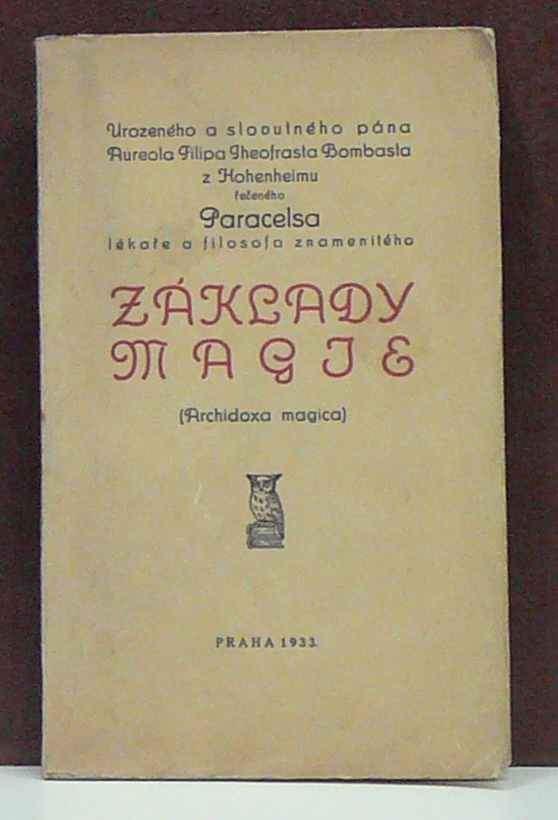 Urozeného a slovutného pána
Aureola Filipa Theofrasta Bombasta
z Hohenheimu
řečeného
Paracelsa
lékaře a filosofa znamenitého
ZÁKLADY
MAGIE
(Archidoxa magica)
PRAHA 1933